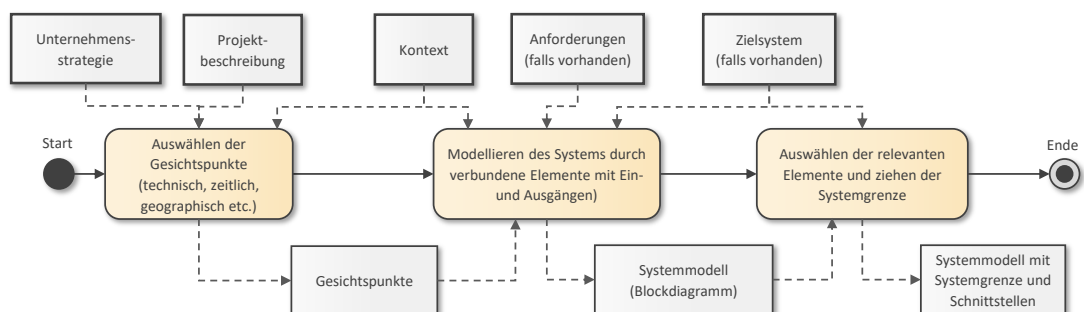 Unternehmens-
strategie
Projekt-
beschreibung
Kontext
Anforderungen
(falls vorhanden)
Zielsystem
(falls vorhanden)
Start
Auswählen der
Gesichtspunkte
(technisch, zeitlich,
geographisch etc.)
Modellieren des Systems durch
verbundene Elemente mit Ein-
und Ausgängen)
Auswählen der relevanten
Elemente und ziehen der
Systemgrenze
Ende
Gesichtspunkte
Systemmodell
(Blockdiagramm)
Systemmodell mit
Systemgrenze und
Schnittstellen